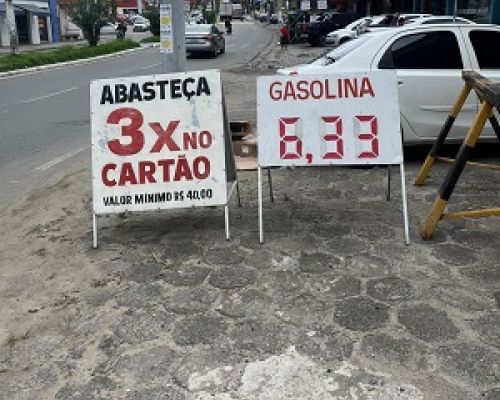 ABASTEÇA
3X NO
CARTÃO
VALOR MÍNIMO R$ 40,00
GASOLINA
6,33